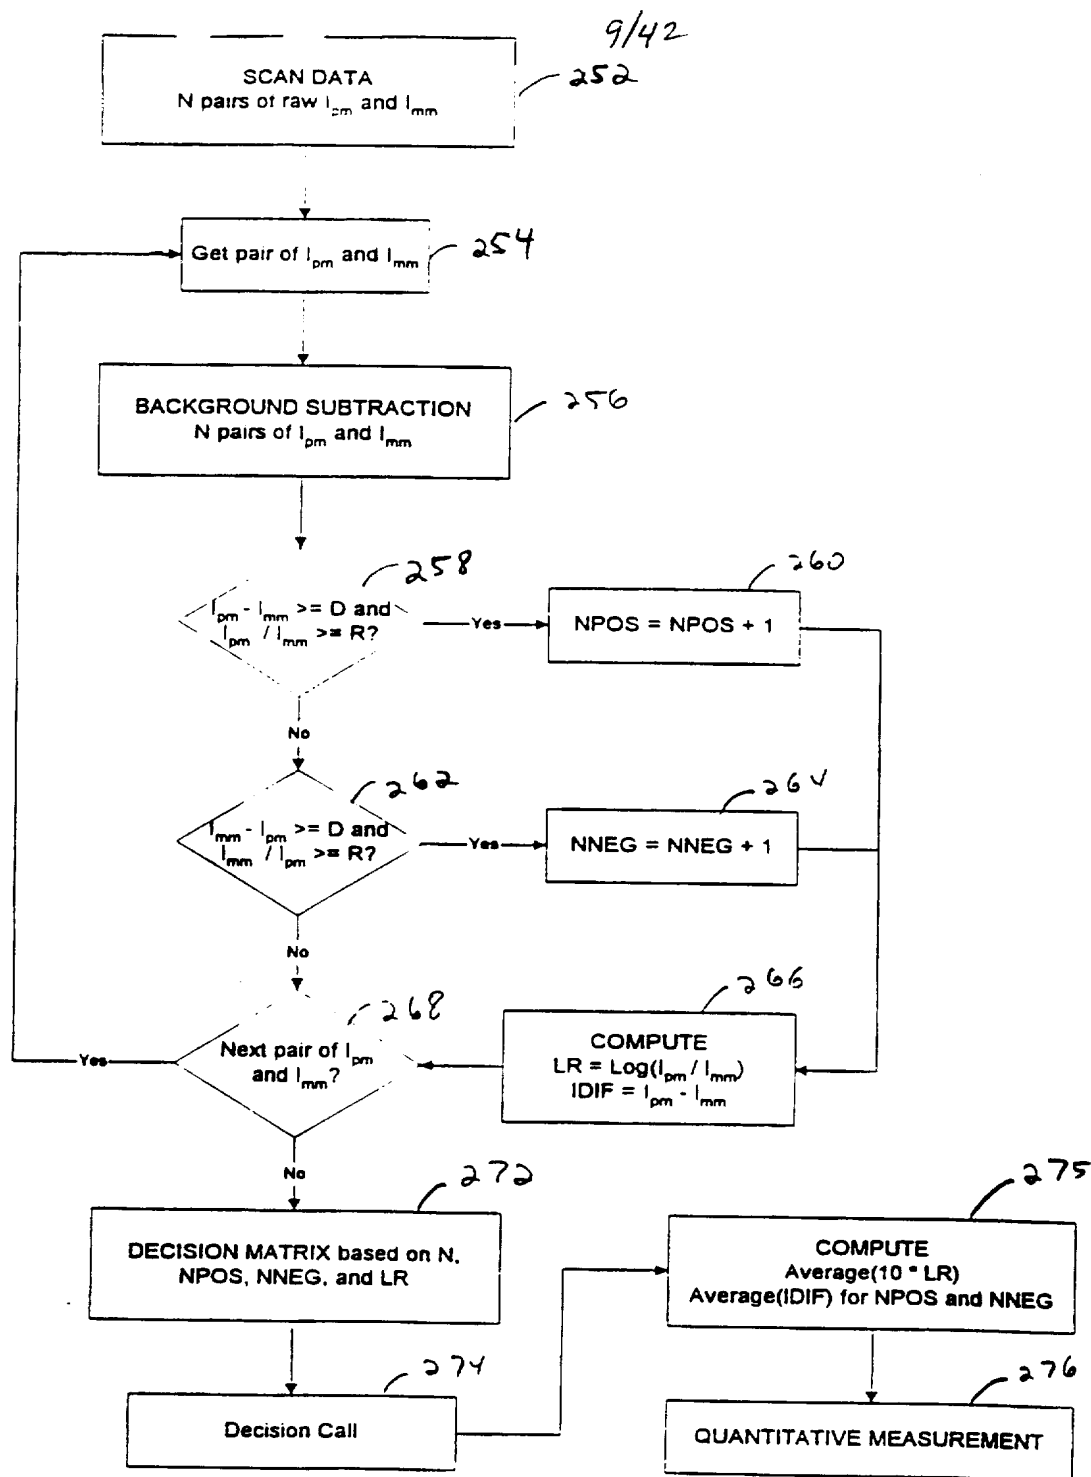 9/42
SCAN DATA
N pairs of raw Ipm and Imm
252
Get pair of Ipm and Imm
254
BACKGROUND SUBTRACTION
N pairs of Ipm and Imm
256
258
Ipm - Imm >= D and
Ipm / Imm >= R?
Yes
260
NPOS = NPOS + 1
No
262
Imm - Ipm >= D and
Imm / Ipm >= R?
Yes
264
NNEG = NNEG + 1
No
268
Next pair of Ipm
and Imm?
Yes
266
COMPUTE
LR = Log(Ipm / Imm)
IDIF = Ipm - Imm
No
272
DECISION MATRIX based on N,
NPOS, NNEG, and LR
275
COMPUTE
Average(10 * LR)
Average(IDIF) for NPOS and NNEG
274
Decision Call
276
QUANTITATIVE MEASUREMENT